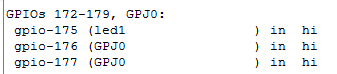 GPIOs 172-179, GPJ0:
 gpio-175 (led1                ) in  hi
 gpio-176 (GPJ0                ) in  hi
 gpio-177 (GPJ0                ) in  hi